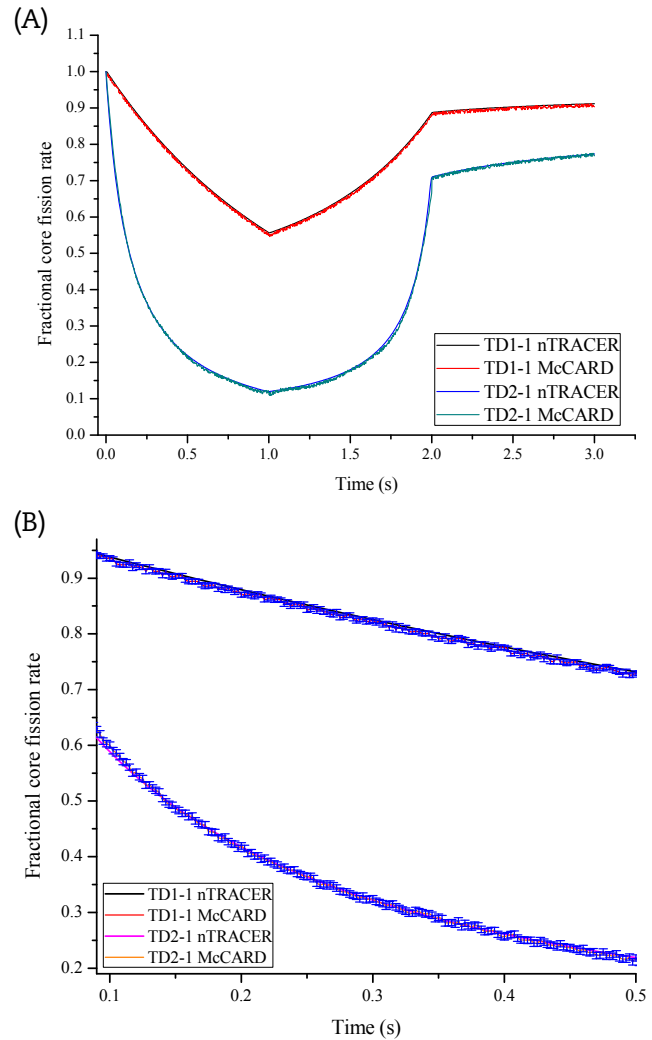 (A)
1.1
1.0
0.9
0.8
0.7
0.6
0.5
0.4
0.3
0.2
0.1
0.0
Fractional core fission rate
TD1-1 nTRACER
TD1-1 McCARD
TD2-1 nTRACER
TD2-1 McCARD
0.0 0.5 1.0 1.5 2.0 2.5 3.0
Time (s)
(B)
0.9
0.8
0.7
0.6
0.5
0.4
0.3
0.2
Fractional core fission rate
TD1-1 nTRACER
TD1-1 McCARD
TD2-1 nTRACER
TD2-1 McCARD
0.1 0.2 0.3 0.4 0.5
Time (s)